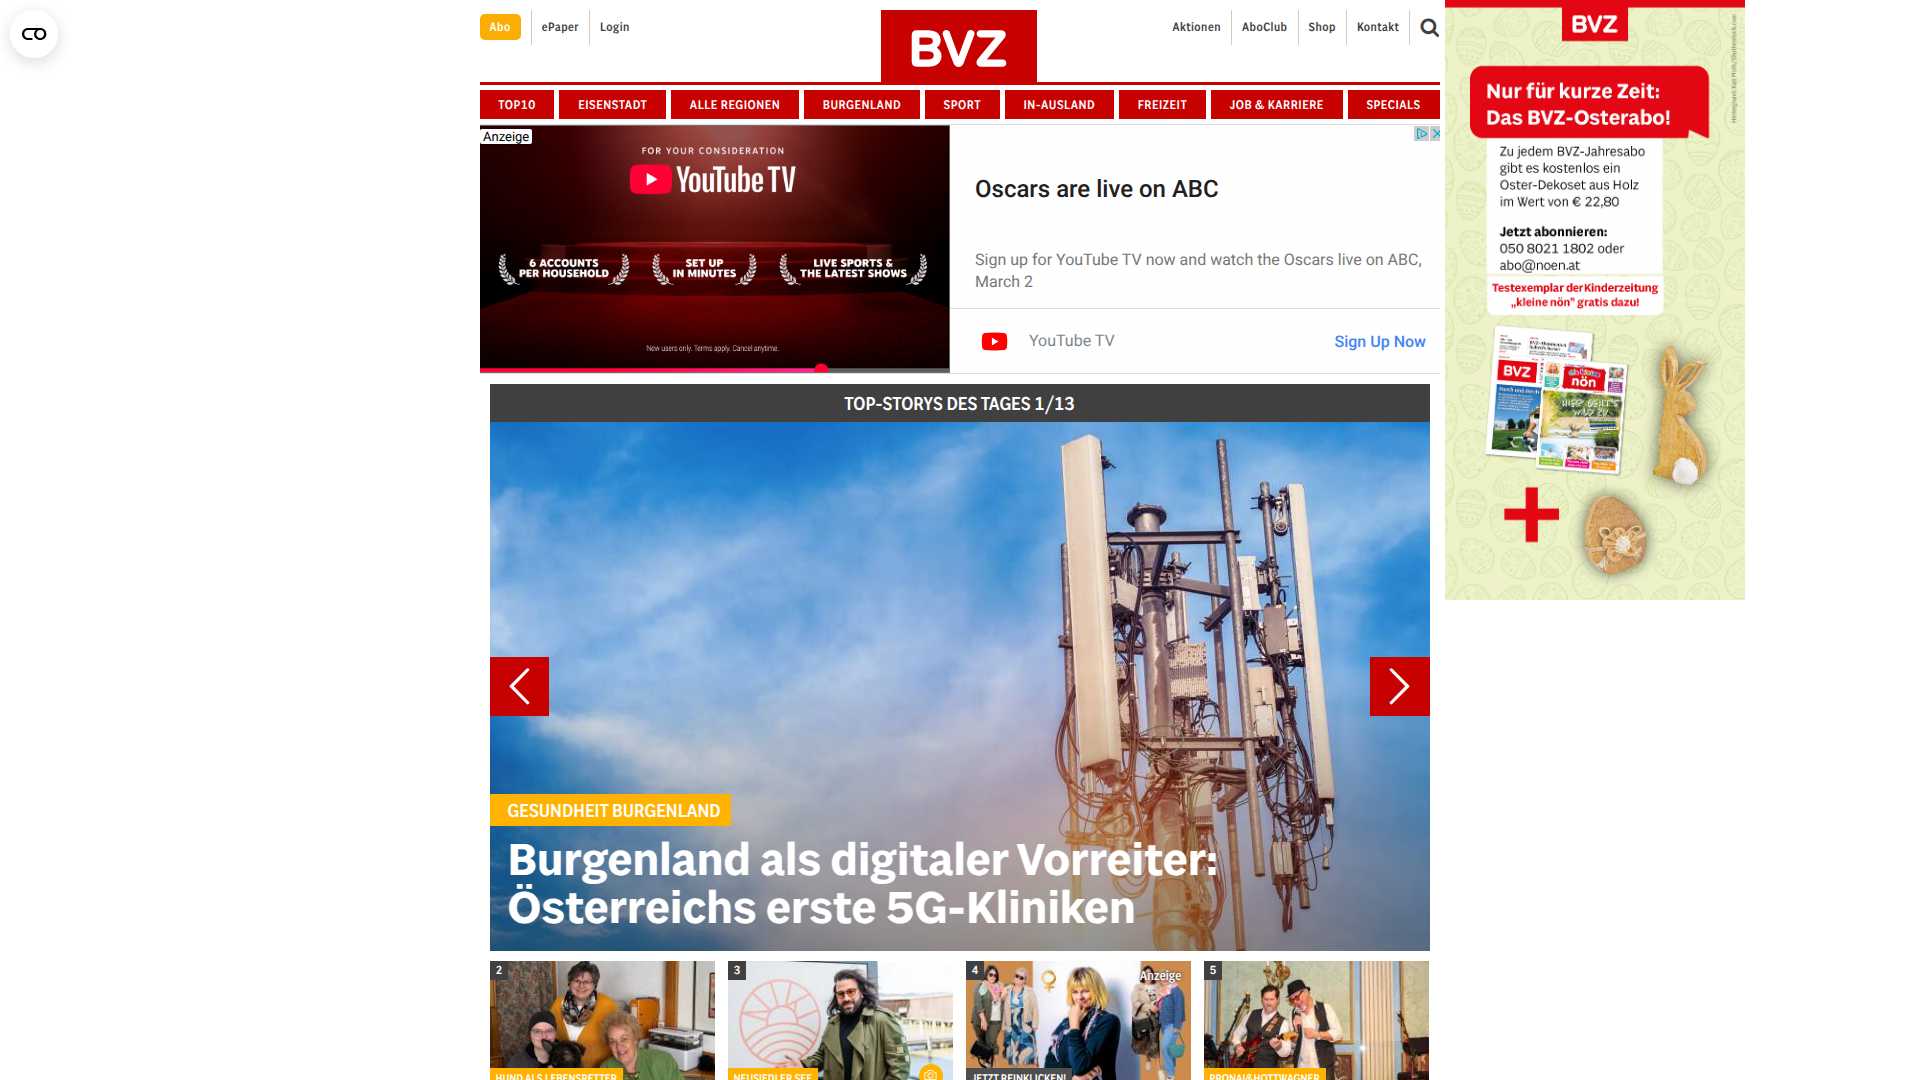 Abo
ePaper
Login
BVZ
Aktionen
AboClub
Shop
Kontakt
TOP10
EISENSTADT
ALLE REGIONEN
BURGENLAND
SPORT
IN-AUSLAND
FREIZEIT
JOB & KARRIERE
SPECIALS
Anzeige
FOR YOUR CONSIDERATION
YouTube TV
6 ACCOUNTS
PER HOUSEHOLD
SET UP
IN MINUTES
LIVE SPORTS &
THE LATEST SHOWS
New users only. Terms apply. Cancel anytime.
Oscars are live on ABC
Sign up for YouTube TV now and watch the Oscars live on ABC,
March 2
YouTube TV
Sign Up Now
BVZ
Nur für kurze Zeit:
Das BVZ-Osterabo!
Zu jedem BVZ-Jahresabo
gibt es kostenlos ein
Oster-Dekoset aus Holz
im Wert von € 22,80
Jetzt abonnieren:
050 8021 1802 oder
abo@noen.at
Testexemplar der Kinderzeitung
„kleine nön" gratis dazu!
BVZ
nön
TOP-STORYS DES TAGES 1/13
GESUNDHEIT BURGENLAND
Burgenland als digitaler Vorreiter:
Österreichs erste 5G-Kliniken
2
HUND ALS LEBENSRETTER
3
NEUSIEDLER SEE
4
Anzeige
JETZT REINKLICKEN!
5
PRONAI&HOTTWAGNER